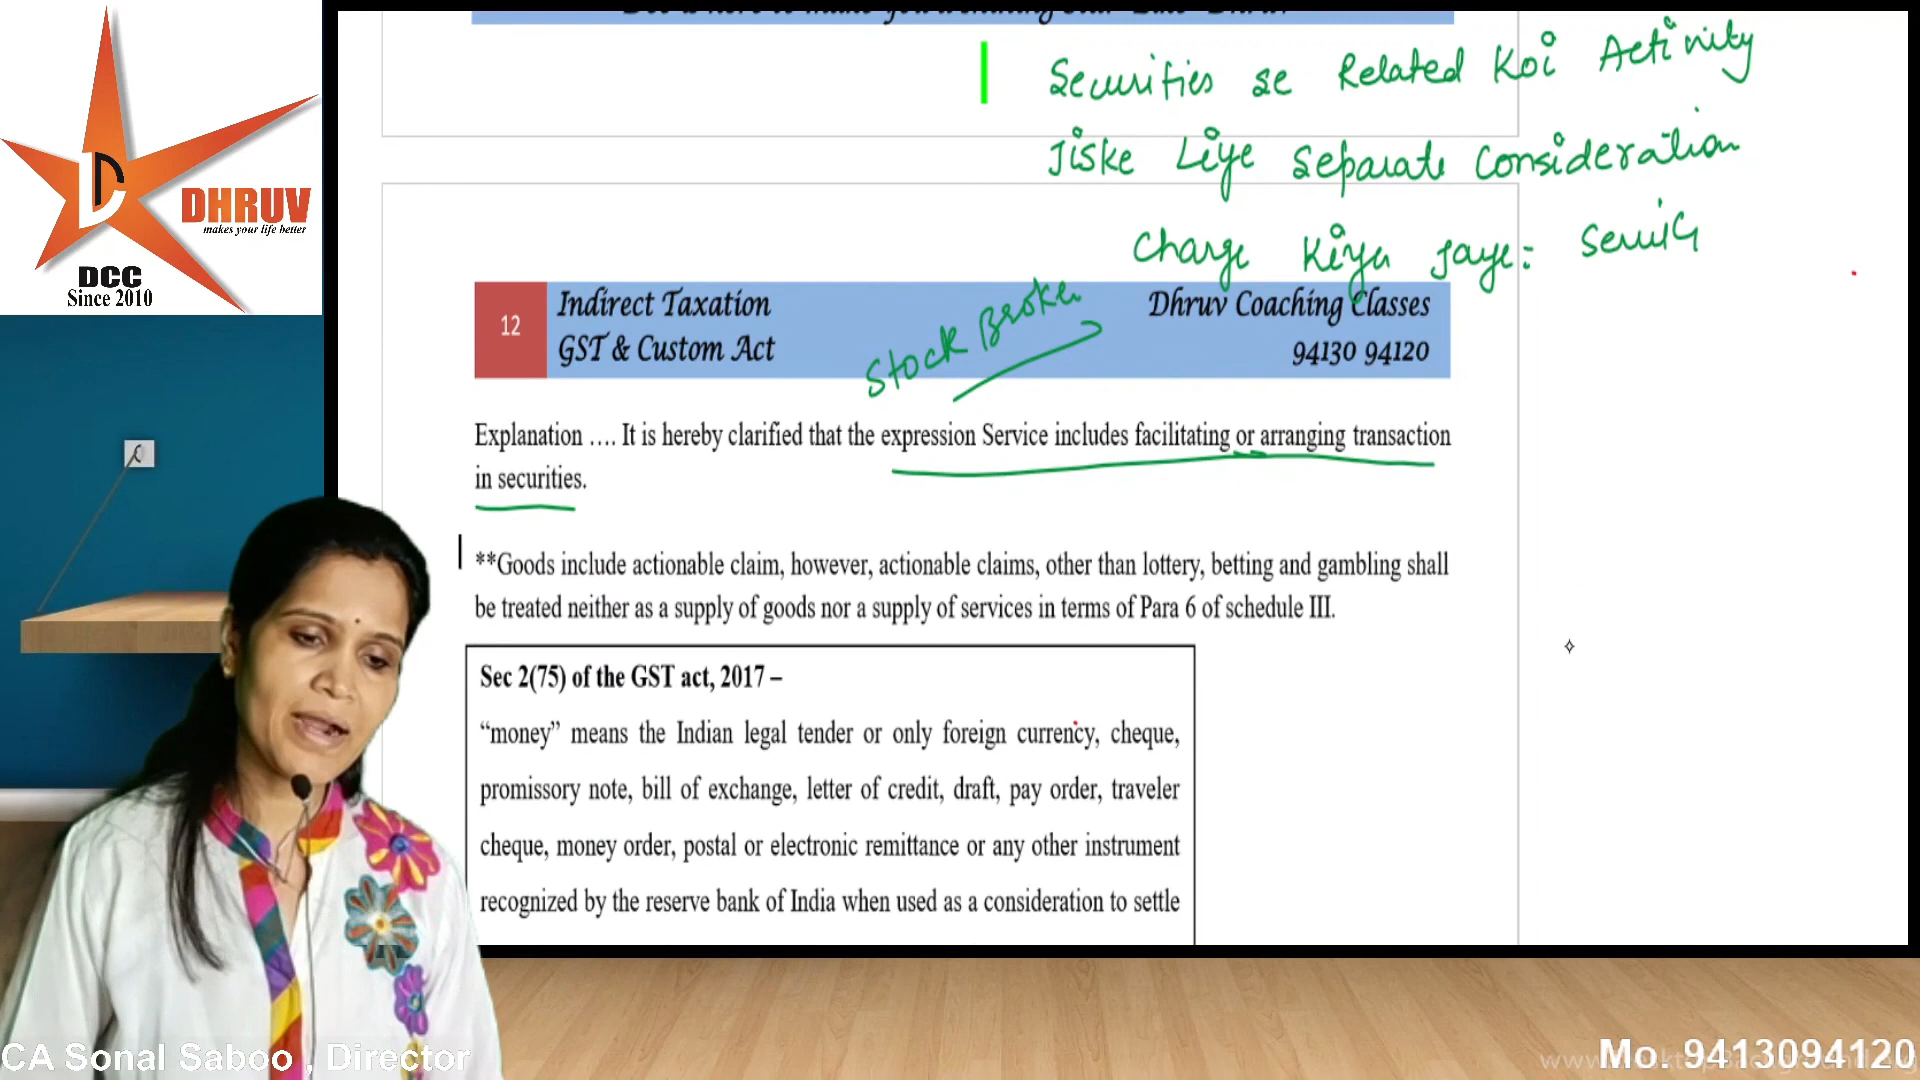 Securities se Related Koi Activity
Jiske Liye Separate Consideration
Charge Kiya Jaye:
DHRUV
makes your life better
DCC
Since 2010
12
Indirect Taxation
GST & Custom Act
Stock Broker
Dhruv Coaching Classes
94130 94120
Explanation .... It is hereby clarified that the expression Service includes facilitating or arranging transaction
in securities.
**Goods include actionable claim, however, actionable claims, other than lottery, betting and gambling shall
be treated neither as a supply of goods nor a supply of services in terms of Para 6 of schedule III.
Sec 2(75) of the GST act, 2017 –
“money” means the Indian legal tender or only foreign currency, cheque,
promissory note, bill of exchange, letter of credit, draft, pay order, traveler
cheque, money order, postal or electronic remittance or any other instrument
recognized by the reserve bank of India when used as a consideration to settle
CA Sonal Saboo , Director
Mo. 9413094120